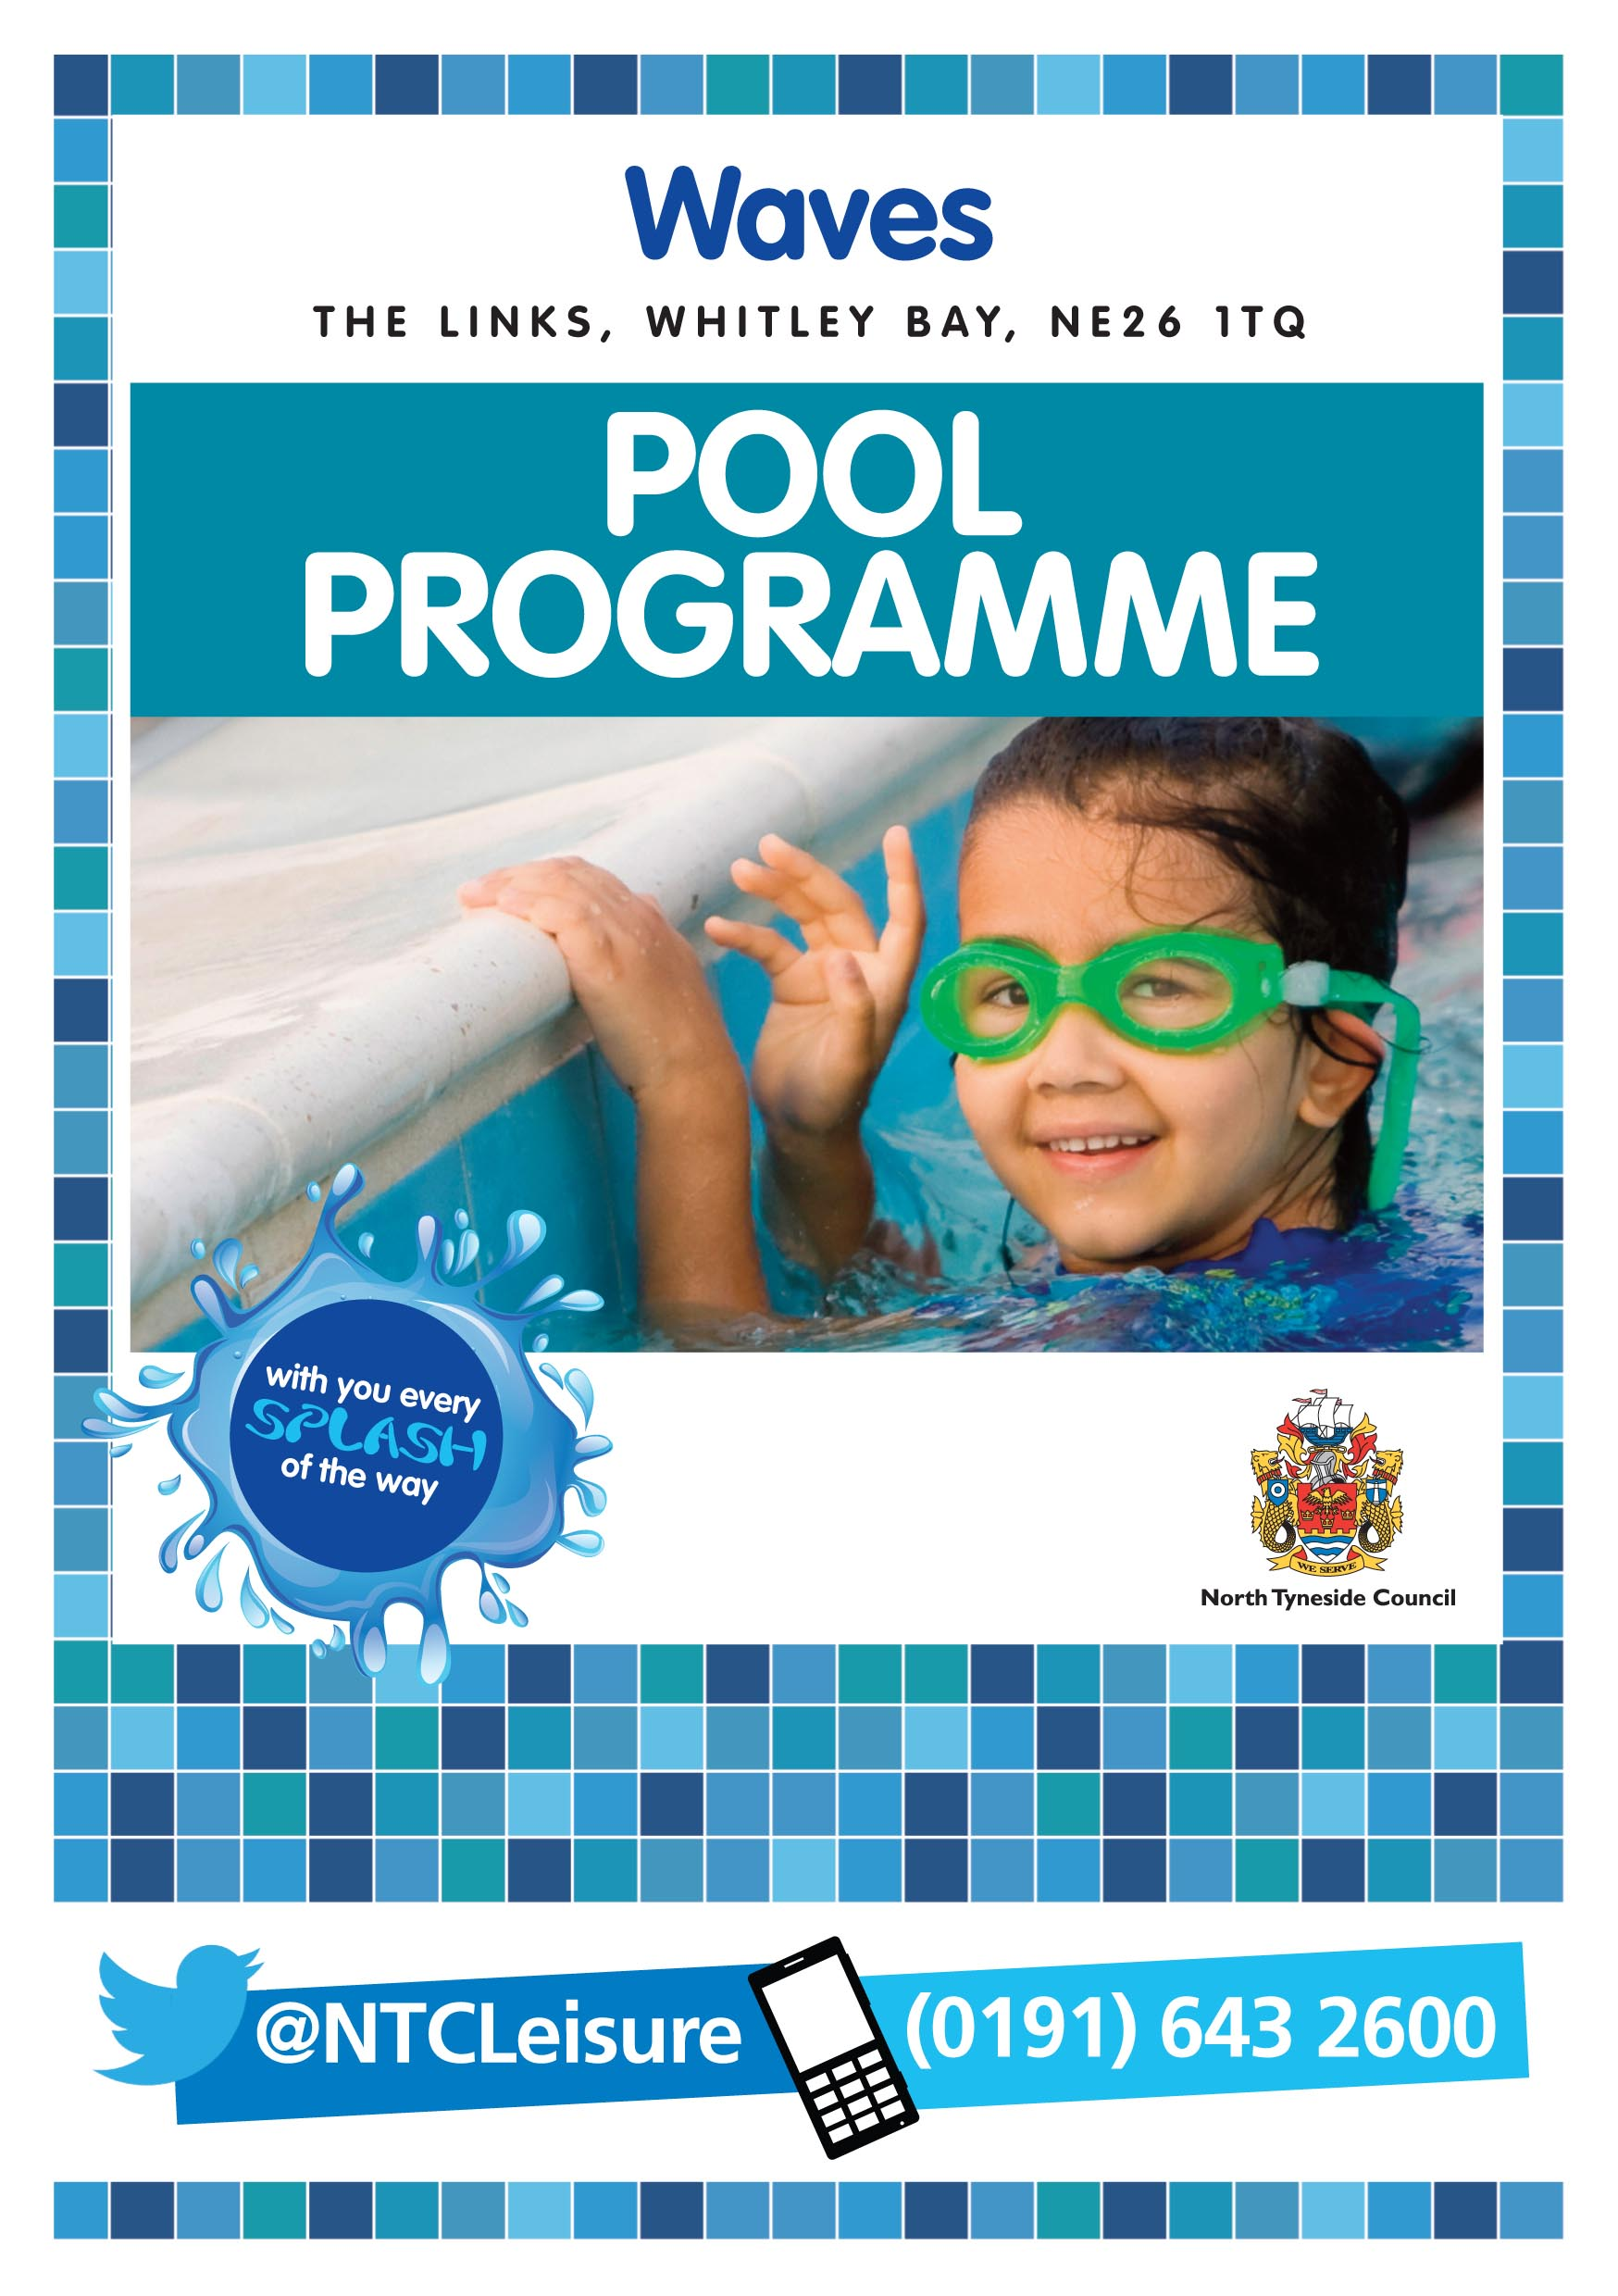 Waves
THE LINKS, WHITLEY BAY, NE26 1TQ
POOL
PROGRAMME
with you every
SPLASH
of the way
WE SERVE
North Tyneside Council
@NTCLeisure
(0191) 643 2600